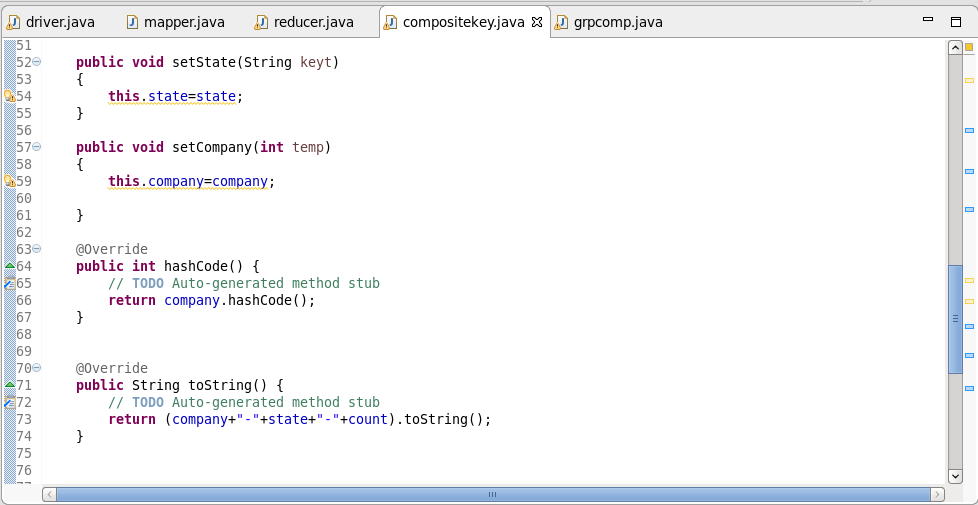 driver.java mapper.java reducer.java compositekey.java grpcomp.java
51
52 public void setState(String keyt)
53 {
54 this.state=state;
55 }
56
57 public void setCompany(int temp)
58 {
59 this.company=company;
60
61 }
62
63 @Override
64 public int hashCode() {
65 // TODO Auto-generated method stub
66 return company.hashCode();
67 }
68
69
70 @Override
71 public String toString() {
72 // TODO Auto-generated method stub
73 return (company+"-"+state+"-"+count).toString();
74 }
75
76